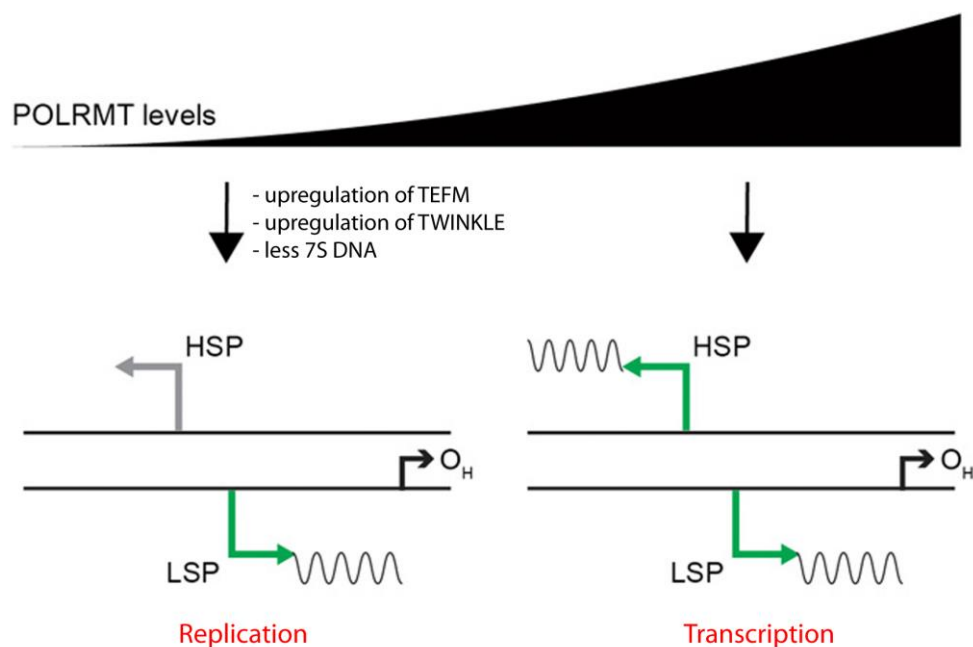 POLRMT levels
- upregulation of TEFM
- upregulation of TWINKLE
- less 7S DNA
HSP
OH
LSP
Replication
HSP
OH
LSP
Transcription